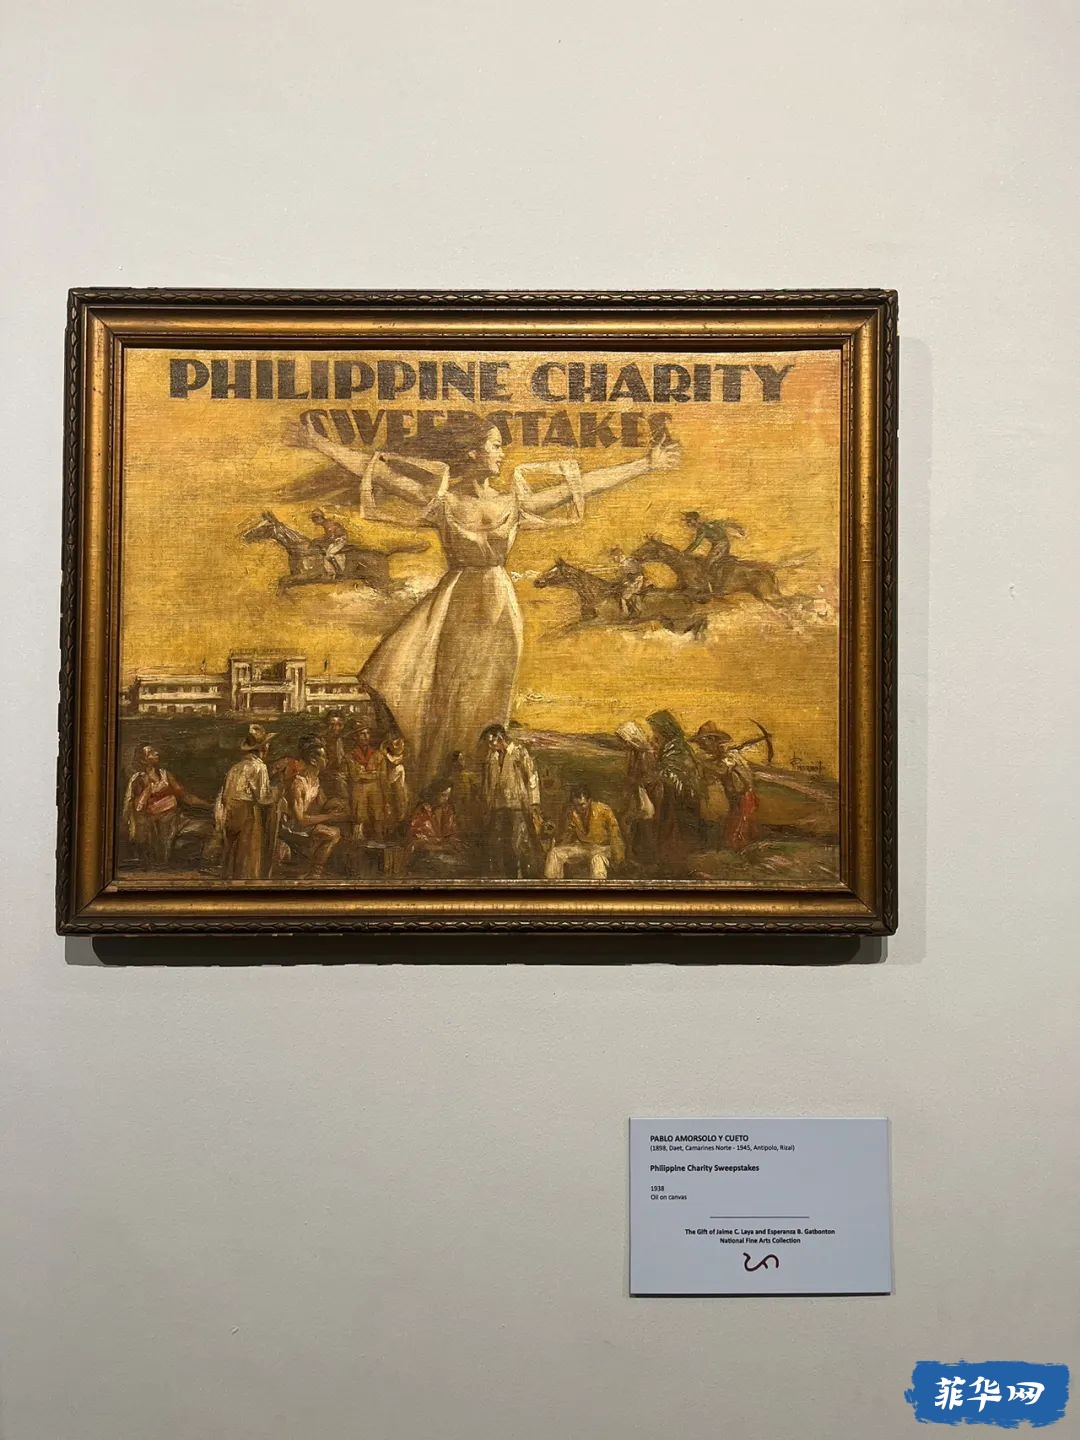 PHILIPPINE CHARITY
SWEEPSTAKES
PABLO AMORSOLO Y CUETO
(1898, Daet, Camarines Norte - 1945, Antipolo, Rizal)
Philippine Charity Sweepstakes
1938
Oil on canvas
The Gift of Jaime C. Laya and Esperanza B. Gatbonton
National Fine Arts Collection
菲华网